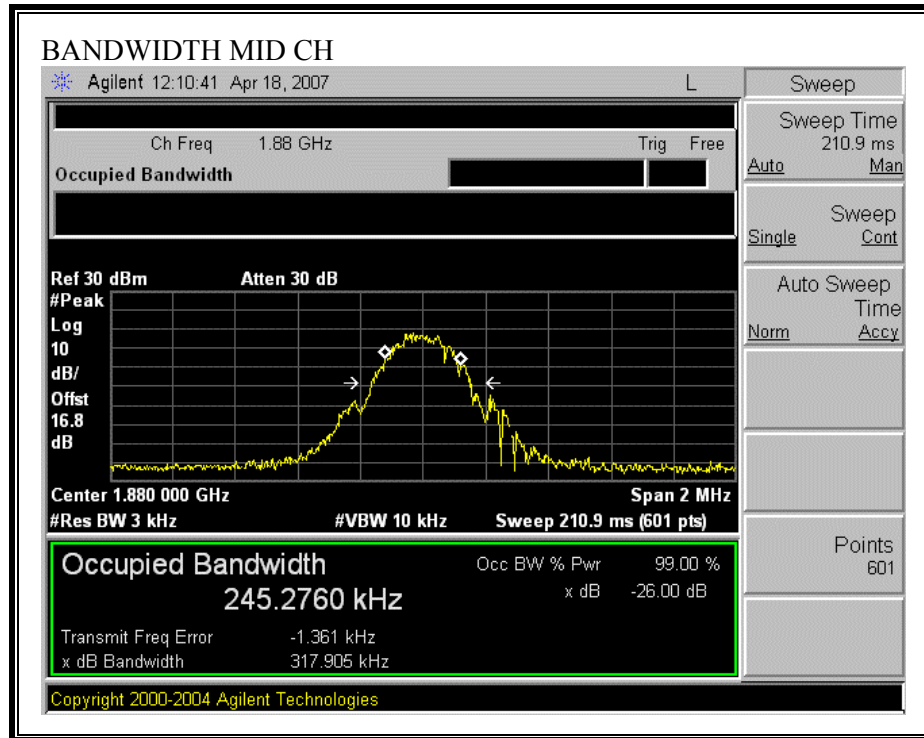 BANDWIDTH MID CH
Agilent 12:10:41 Apr 18, 2007
L
Sweep
Ch Freq 1.88 GHz
Trig Free
Occupied Bandwidth
Sweep Time
210.9 ms
Auto Man
Sweep
Single Cont
Auto Sweep
Time
Norm Accy
Points
601
Ref 30 dBm Atten 30 dB
#Peak
Log
10
dB/
Offst
16.8
dB
Center 1.880 000 GHz Span 2 MHz
#Res BW 3 kHz #VBW 10 kHz Sweep 210.9 ms (601 pts)
Occupied Bandwidth
245.2760 kHz
Occ BW % Pwr 99.00 %
x dB -26.00 dB
Transmit Freq Error -1.361 kHz
x dB Bandwidth 317.905 kHz
Copyright 2000-2004 Agilent Technologies